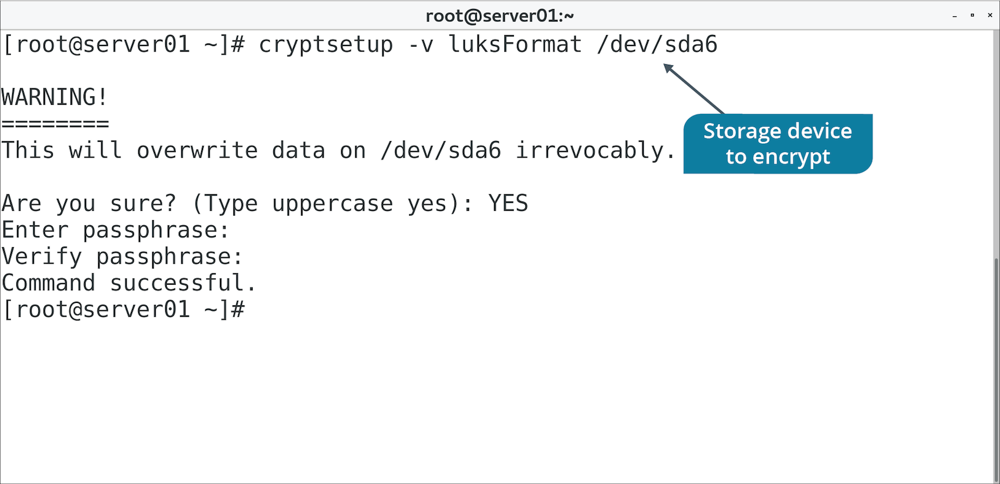 root@server01:~
[root@server01 ~]# cryptsetup -v luksFormat /dev/sda6
WARNING!
========
This will overwrite data on /dev/sda6 irrevocably.
Storage device
to encrypt
Are you sure? (Type uppercase yes): YES
Enter passphrase:
Verify passphrase:
Command successful.
[root@server01 ~]#